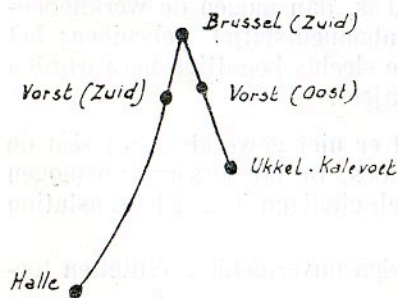 Brussel (Zuid)
Vorst (Zuid)
Vorst (Oost)
Ukkel-Kalevoet
Halle